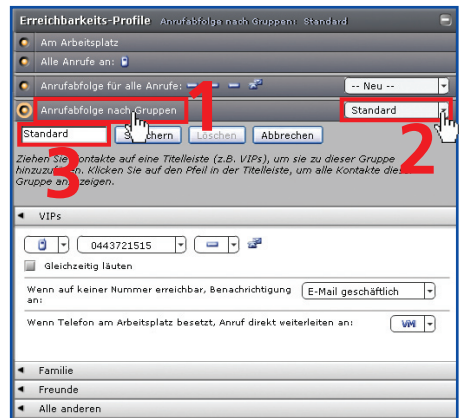 Erreichbarkeits-Profile Anrufabfolge nach Gruppen: Standard
Am Arbeitsplatz
Alle Anrufe an:
Anrufabfolge für alle Anrufe: -- Neu --
Anrufabfolge nach Gruppen 1 Standard
2
Standard Löschen Abbrechen
3
Ziehen Sie Kontakte auf eine Titelleiste (z.B. VIPs), um sie zu dieser Gruppe
Klicken Sie auf den Pfeil in der Titelleiste, um alle Kontakte
Gruppe
VIPs
0443721515
Gleichzeitig läuten
Wenn auf keiner Nummer erreichbar, Benachrichtigung E-Mail geschäftlich
an:
Wenn Telefon am Arbeitsplatz besetzt, Anruf direkt weiterleiten an: VM
Familie
Freunde
Alle anderen